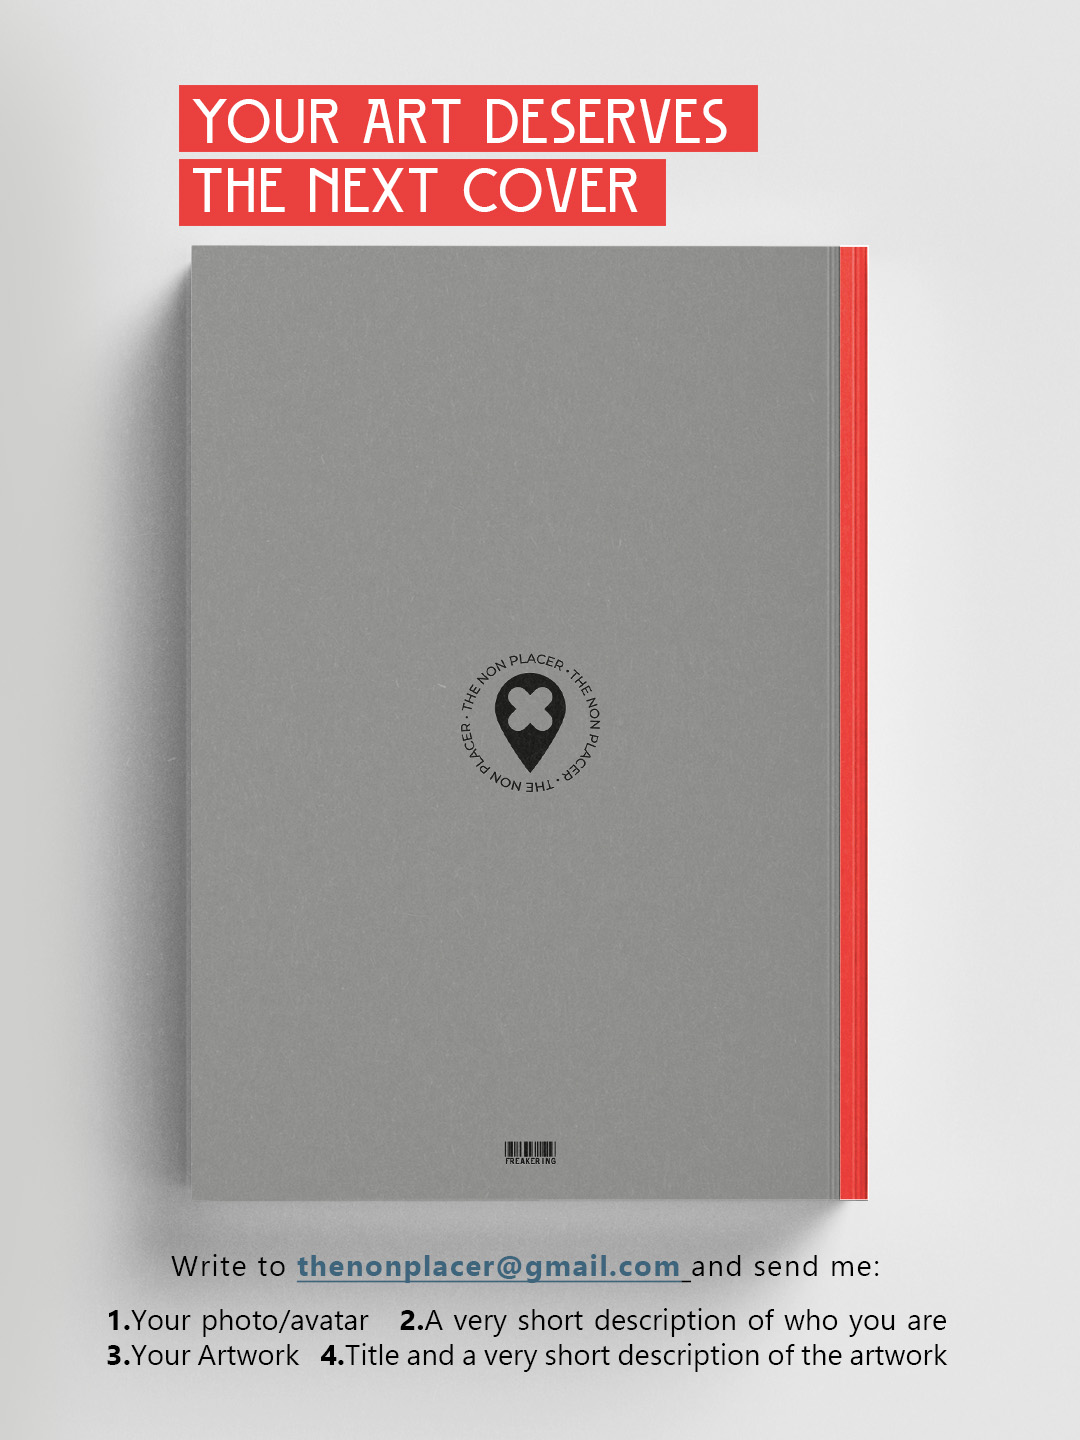 YOUR ART DESERVES
THE NEXT COVER
THE NON PLACER · THE NON PLACER · THE NON PLACER ·
FREAKERING
Write to thenonplacer@gmail.com and send me:
1.Your photo/avatar 2.A very short description of who you are
3.Your Artwork 4.Title and a very short description of the artwork